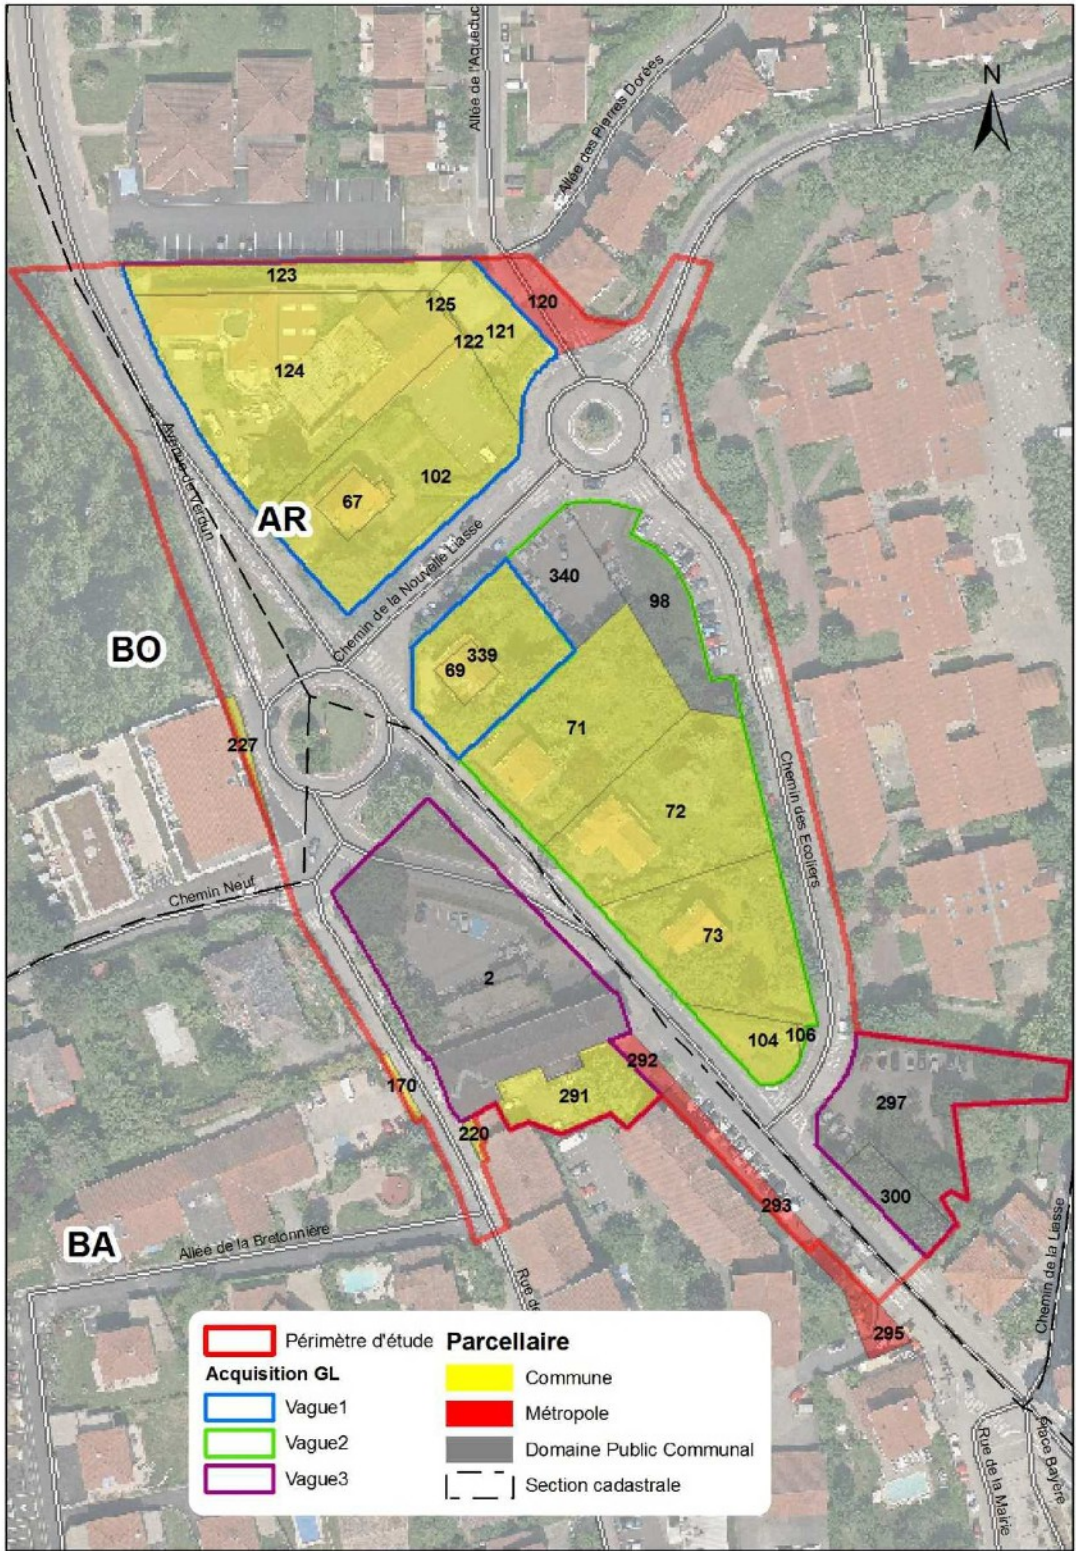 Allée de l'Aqueduc
Allée des Pierres Dorées
N
123
125
120
121
122
124
102
67
AR
Avenue de Verdun
Chemin de la Nouvelle Liasse
340
98
BO
339
69
71
227
72
Chemin des Ecoliers
Chemin Neuf
73
2
104
106
292
170
291
297
220
300
293
BA
Allée de la Bretonnière
Rue de
Chemin de la Liasse
295
Place Bayère
Rue de la Mairie
Périmètre d'étude
Acquisition GL
Vague1
Vague2
Vague3
Parcellaire
Commune
Métropole
Domaine Public Communal
Section cadastrale